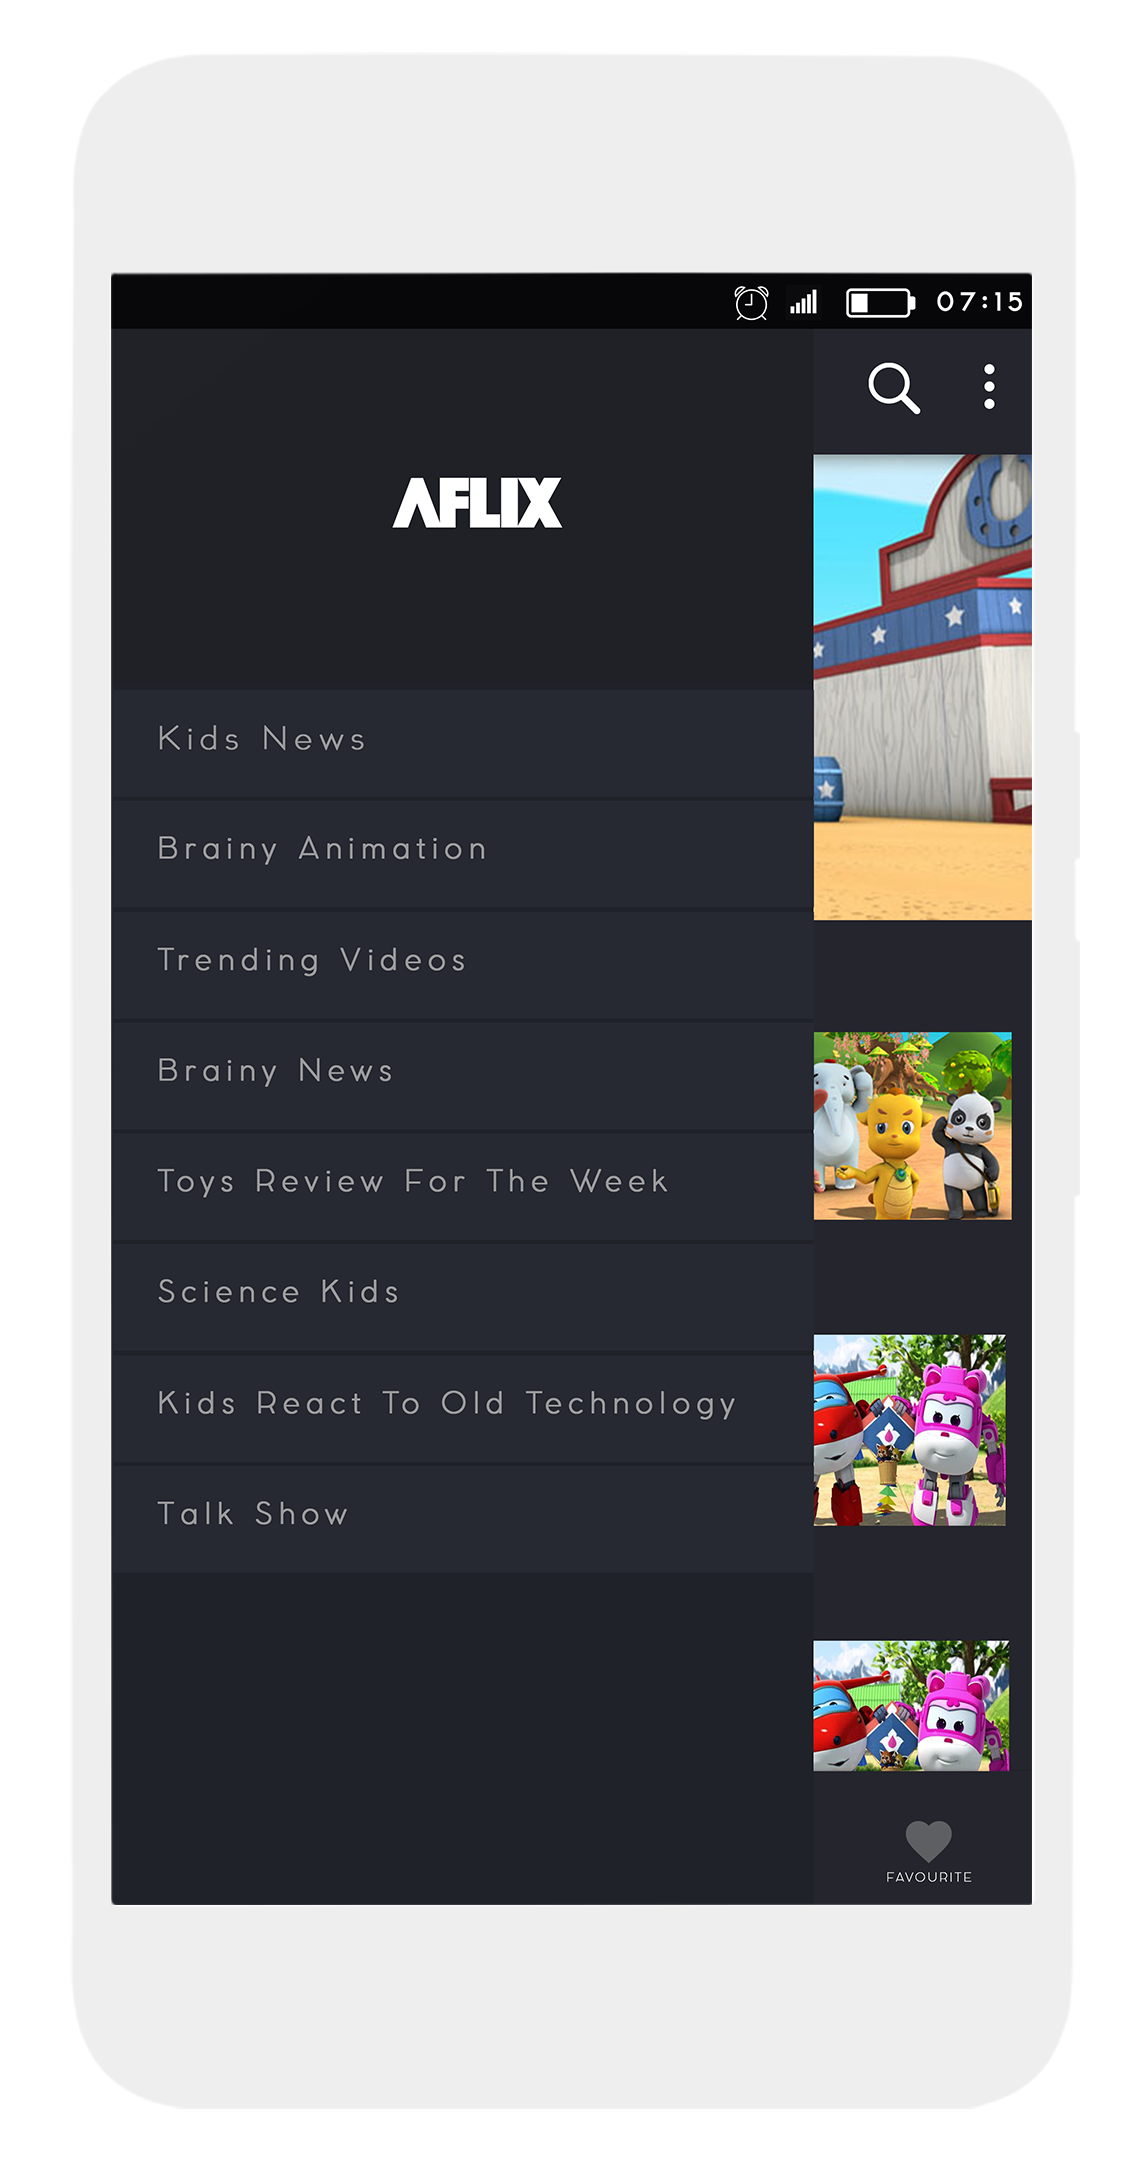 07:15
AFLIX
Kids News
Brainy Animation
Trending Videos
Brainy News
Toys Review For The Week
Science Kids
Kids React To Old Technology
Talk Show
FAVOURITE